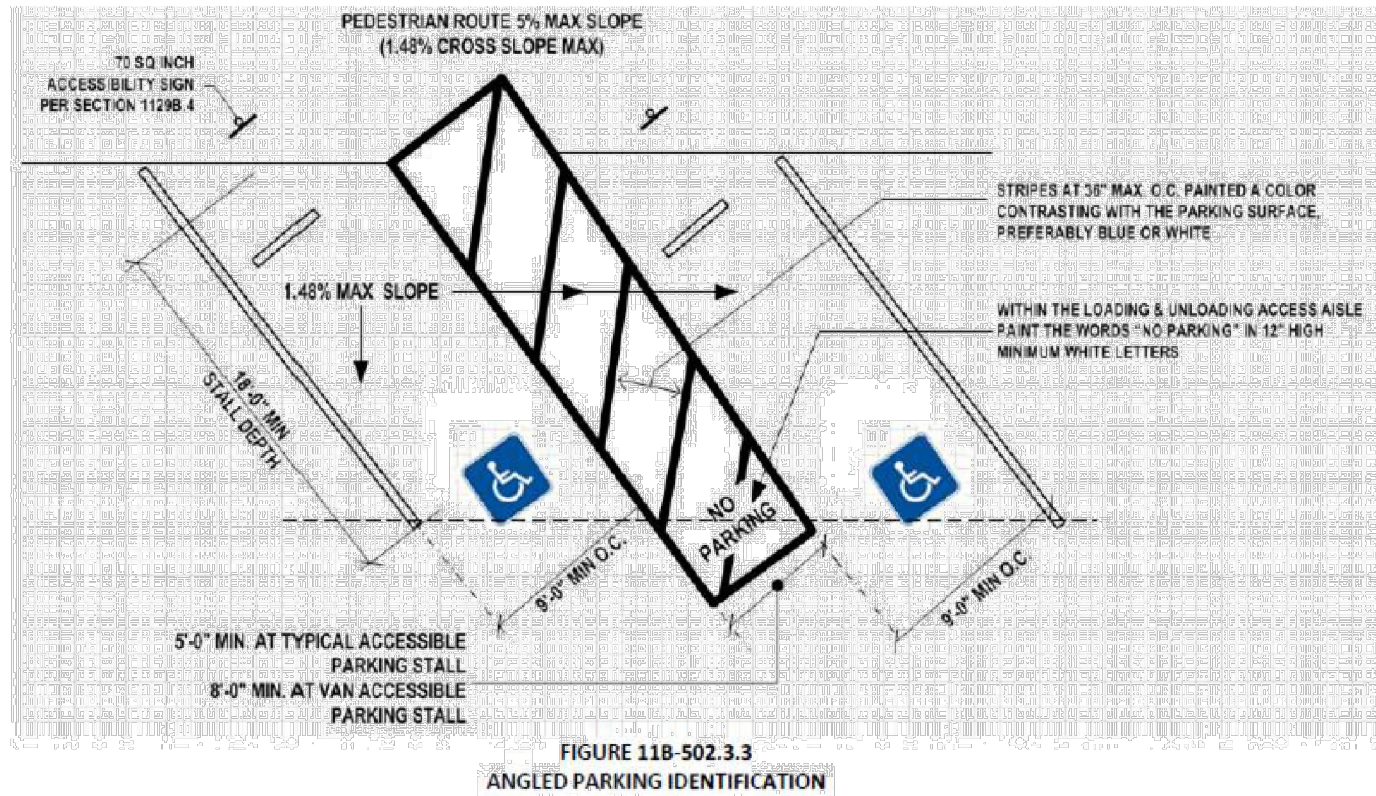 PEDESTRIAN ROUTE 5% MAX SLOPE
(1.48% CROSS SLOPE MAX)
70 SQ INCH
ACCESSIBILITY SIGN
PER SECTION 1129B.4
STRIPES AT 36" MAX. O.C. PAINTED A COLOR
CONTRASTING WITH THE PARKING SURFACE,
PREFERABLY BLUE OR WHITE
1.48% MAX SLOPE
WITHIN THE LOADING & UNLOADING ACCESS AISLE
PAINT THE WORDS "NO PARKING" IN 12" HIGH
MINIMUM WHITE LETTERS
18'-0" MIN
STALL DEPTH
NO
PARKING
9'-0" MIN O.C.
9'-0" MIN O.C.
5'-0" MIN. AT TYPICAL ACCESSIBLE
PARKING STALL
8'-0" MIN. AT VAN ACCESSIBLE
PARKING STALL
FIGURE 11B-502.3.3
ANGLED PARKING IDENTIFICATION